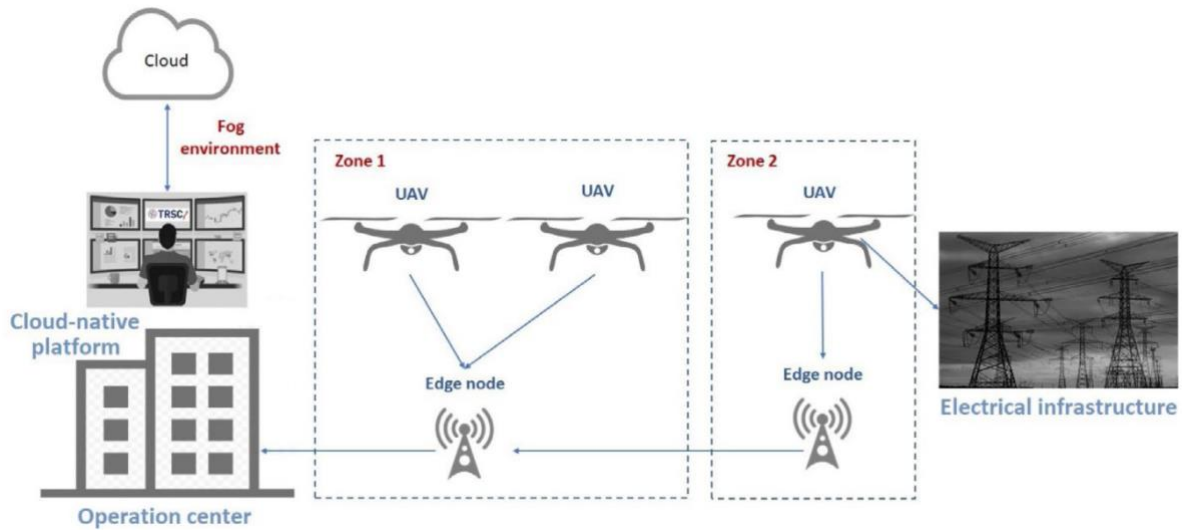 Cloud
Fog
environment
TRSC/
Cloud-native
platform
Operation center
Zone 1
UAV
UAV
Edge node
Zone 2
UAV
Edge node
Electrical infrastructure